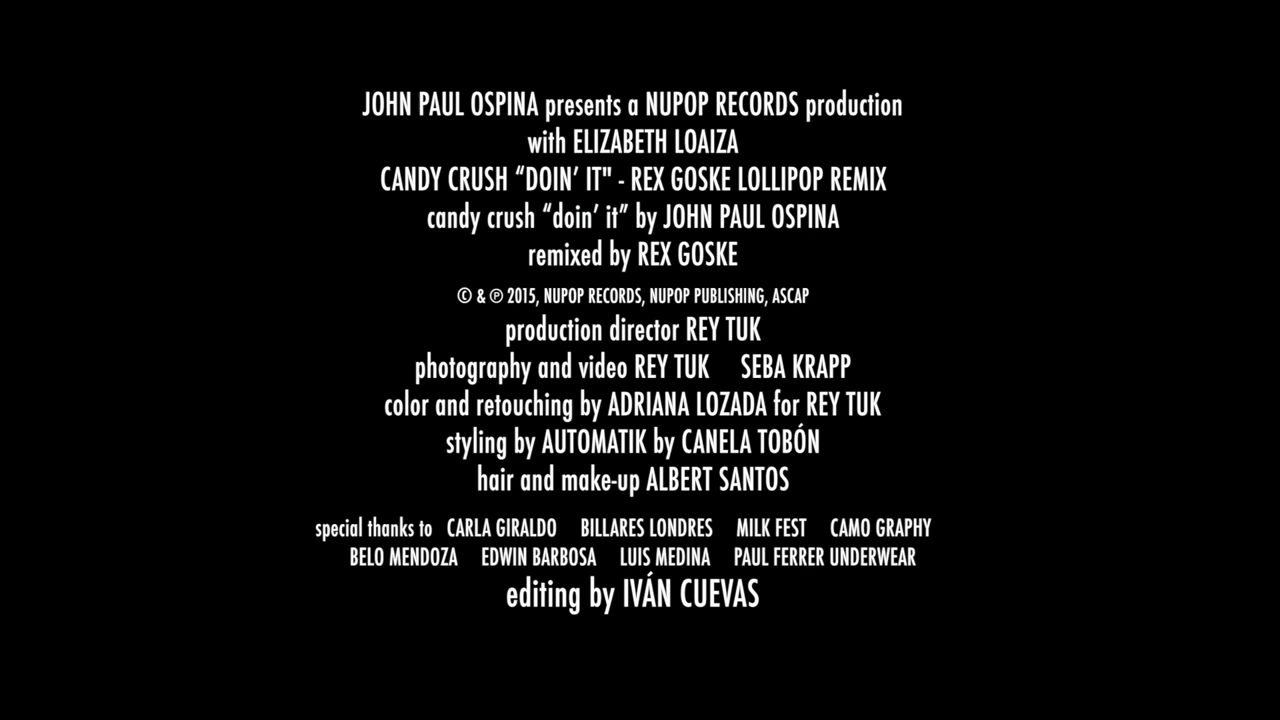 JOHN PAUL OSPINA presents a NUPOP RECORDS production
with ELIZABETH LOAIZA
CANDY CRUSH “DOIN’ IT" - REX GOSKE LOLLIPOP REMIX
candy crush “doin’ it” by JOHN PAUL OSPINA
remixed by REX GOSKE
© & ℗ 2015, NUPOP RECORDS, NUPOP PUBLISHING, ASCAP
production director REY TUK
photography and video REY TUK SEBA KRAPP
color and retouching by ADRIANA LOZADA for REY TUK
styling by AUTOMATIK by CANELA TOBÓN
hair and make-up ALBERT SANTOS
special thanks to CARLA GIRALDO BILLARES LONDRES MILK FEST CAMO GRAPHY
BELO MENDOZA EDWIN BARBOSA LUIS MEDINA PAUL FERRER UNDERWEAR
editing by IVÁN CUEVAS